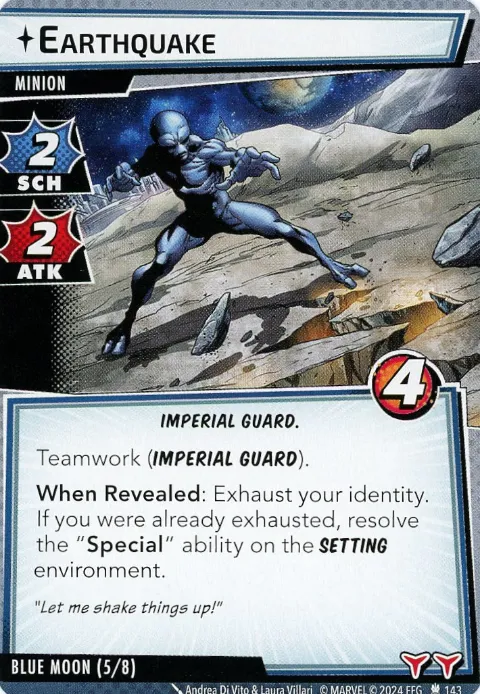 EARTHQUAKE
MINION
2
SCH
2
ATK
4
IMPERIAL GUARD.
Teamwork (IMPERIAL GUARD).
When Revealed: Exhaust your identity.
If you were already exhausted, resolve
the "Special" ability on the SETTING
environment.
"Let me shake things up!"
BLUE MOON (5/8)
Andrea Di Vito & Laura Villari © MARVEL © 2024 FFG 143